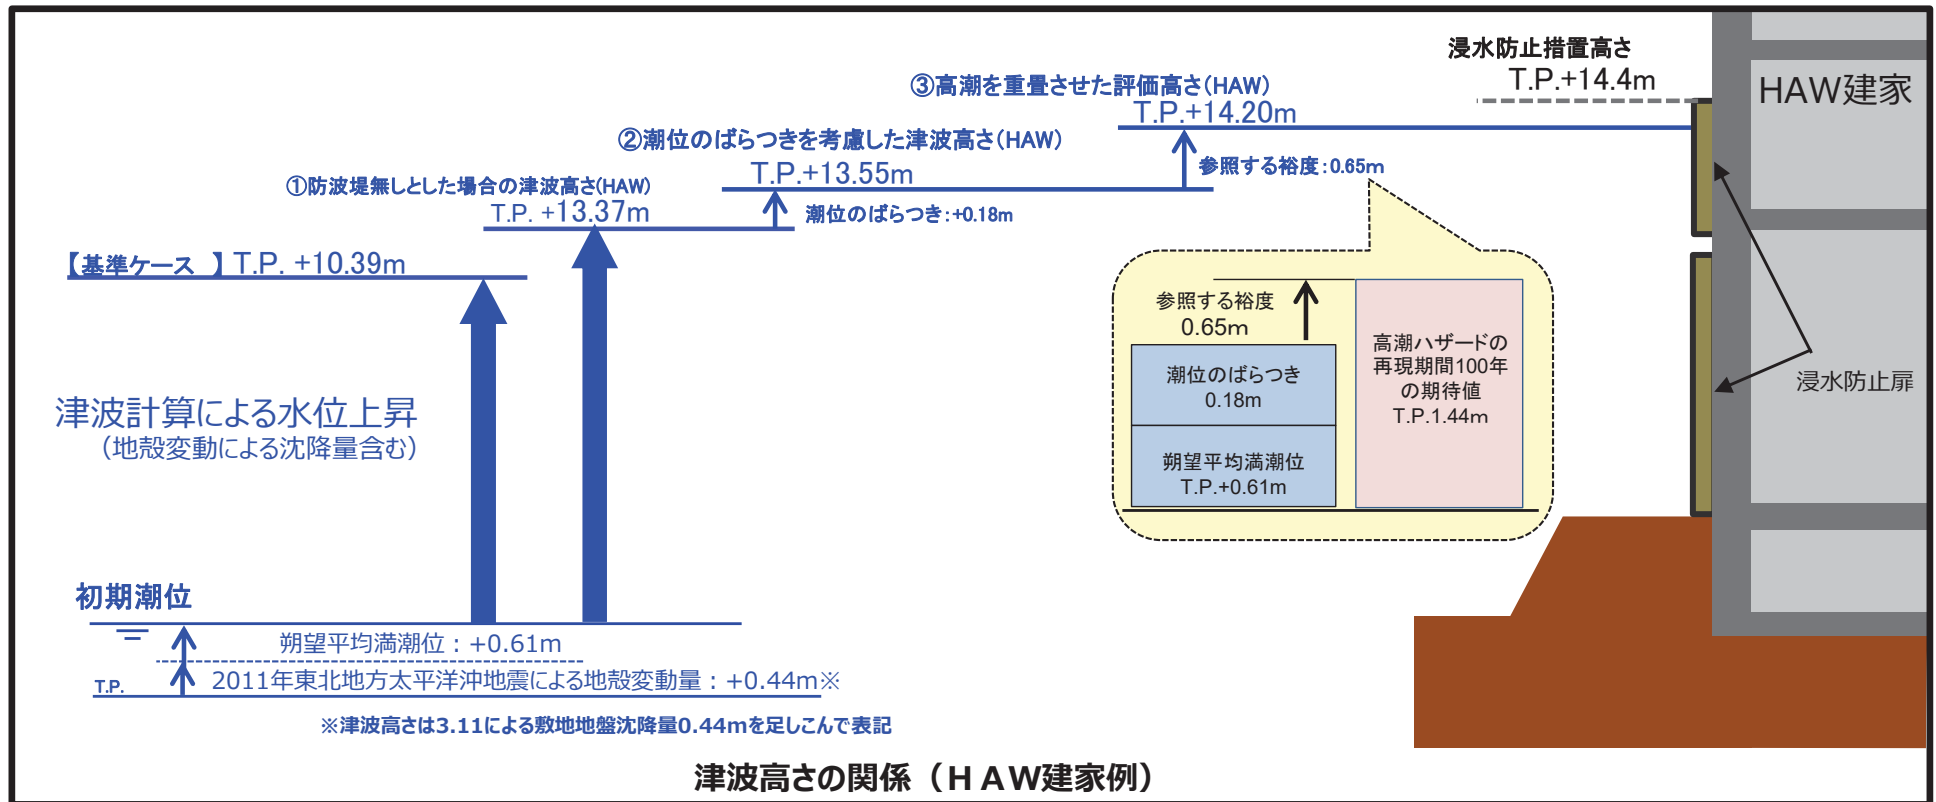 浸水防止措置高さ
T.P.+14.4m
HAW建家
③高潮を重畳させた評価高さ(HAW)
T.P.+14.20m
②潮位のばらつきを考慮した津波高さ(HAW)
T.P.+13.55m
参照する裕度:0.65m
①防波堤無しとした場合の津波高さ(HAW)
T.P. +13.37m
潮位のばらつき:+0.18m
【基準ケース 】T.P. +10.39m
参照する裕度
0.65m
潮位のばらつき
0.18m
朔望平均満潮位
T.P.+0.61m
高潮ハザードの
再現期間100年
の期待値
T.P.1.44m
浸水防止扉
津波計算による水位上昇
（地殻変動による沈降量含む）
初期潮位
朔望平均満潮位：+0.61m
T.P.
2011年東北地方太平洋沖地震による地殻変動量：+0.44m※
※津波高さは3.11による敷地地盤沈降量0.44mを足しこんで表記
津波高さの関係（ＨＡＷ建家例）